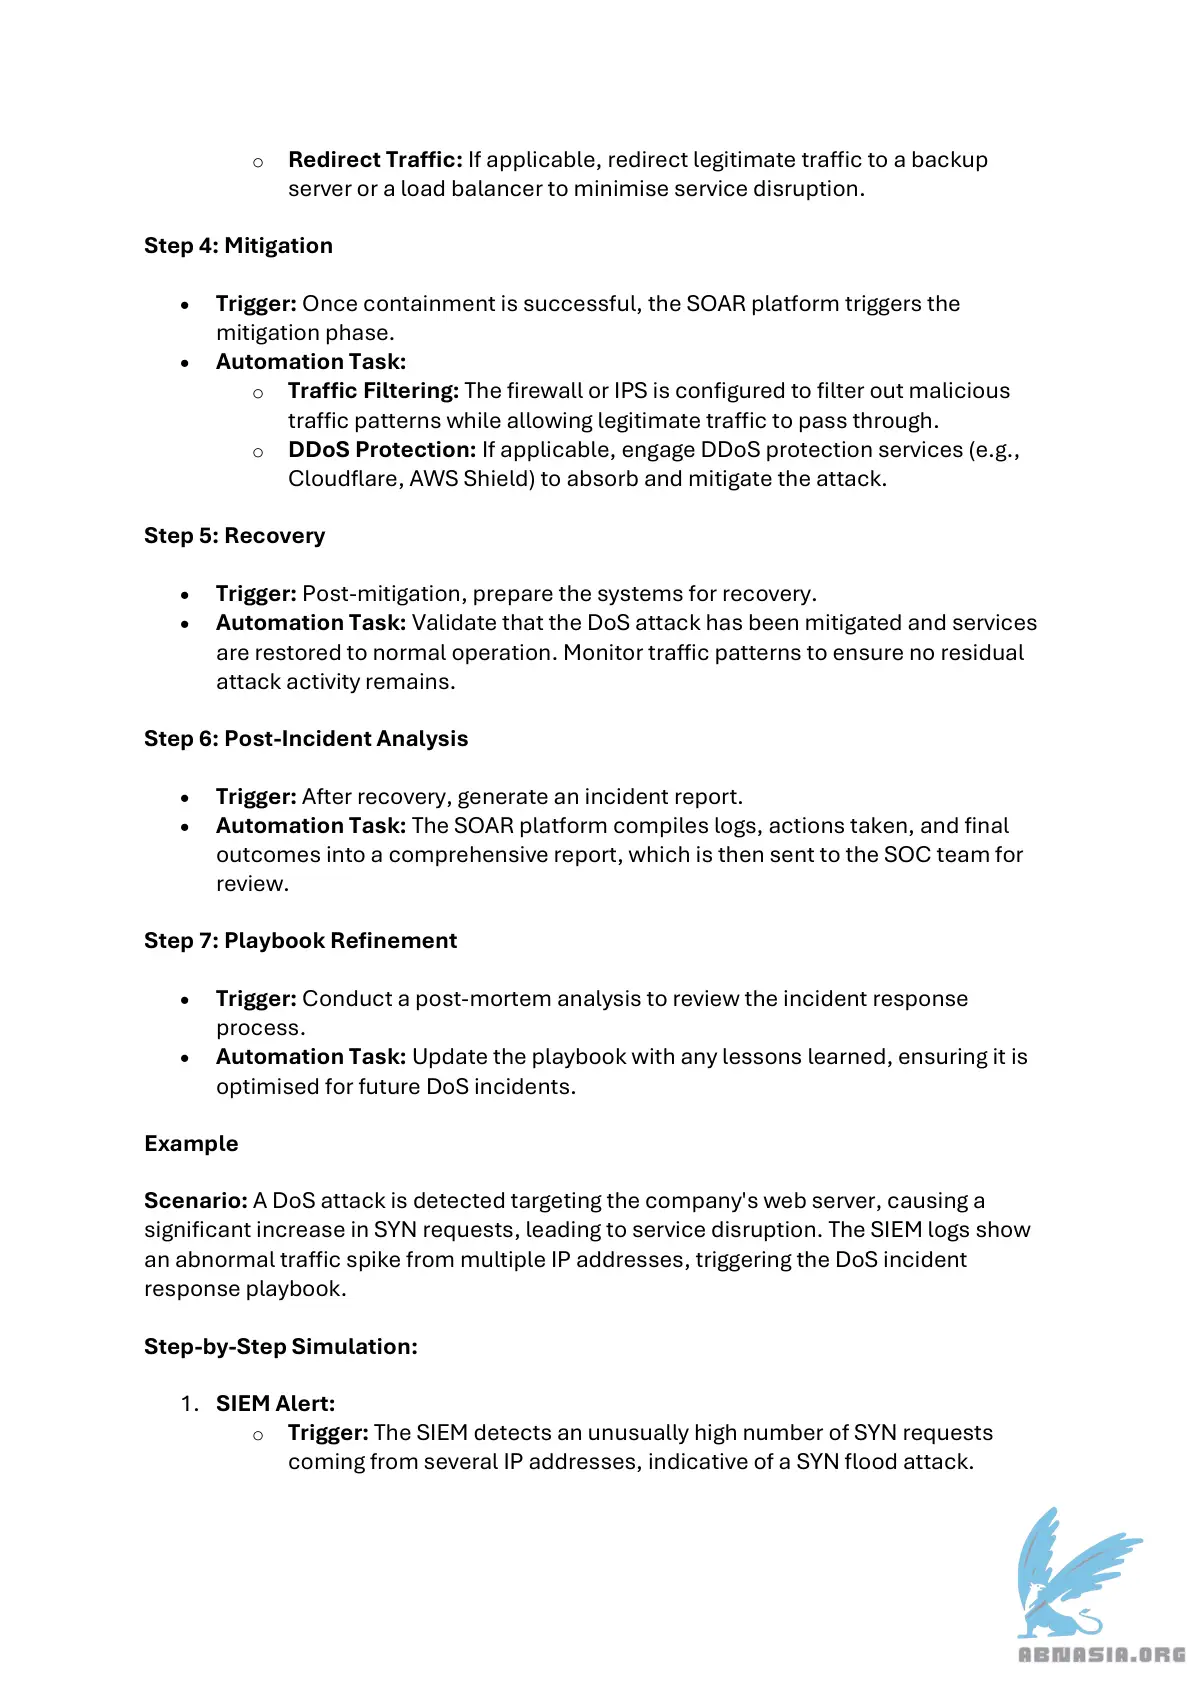 ○ Redirect Traffic: If applicable, redirect legitimate traffic to a backup
server or a load balancer to minimise service disruption.
Step 4: Mitigation
• Trigger: Once containment is successful, the SOAR platform triggers the
mitigation phase.
• Automation Task:
○ Traffic Filtering: The firewall or IPS is configured to filter out malicious
traffic patterns while allowing legitimate traffic to pass through.
○ DDoS Protection: If applicable, engage DDoS protection services (e.g.,
Cloudflare, AWS Shield) to absorb and mitigate the attack.
Step 5: Recovery
• Trigger: Post-mitigation, prepare the systems for recovery.
• Automation Task: Validate that the DoS attack has been mitigated and services
are restored to normal operation. Monitor traffic patterns to ensure no residual
attack activity remains.
Step 6: Post-Incident Analysis
• Trigger: After recovery, generate an incident report.
• Automation Task: The SOAR platform compiles logs, actions taken, and final
outcomes into a comprehensive report, which is then sent to the SOC team for
review.
Step 7: Playbook Refinement
• Trigger: Conduct a post-mortem analysis to review the incident response
process.
• Automation Task: Update the playbook with any lessons learned, ensuring it is
optimised for future DoS incidents.
Example
Scenario: A DoS attack is detected targeting the company's web server, causing a
significant increase in SYN requests, leading to service disruption. The SIEM logs show
an abnormal traffic spike from multiple IP addresses, triggering the DoS incident
response playbook.
Step-by-Step Simulation:
1. SIEM Alert:
○ Trigger: The SIEM detects an unusually high number of SYN requests
coming from several IP addresses, indicative of a SYN flood attack.
ABNASIA.ORG